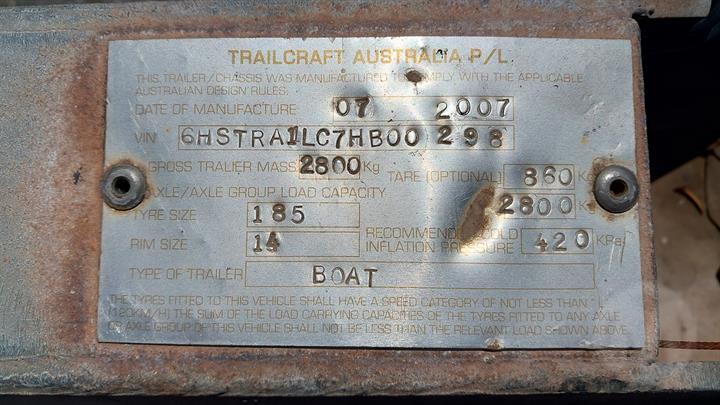 TRAILCRAFT AUSTRALIA P/L
THIS TRAILER/CHASSIS WAS MANUFACTURED TO COMPLY WITH THE APPLICABLE
AUSTRALIAN DESIGN RULES.
DATE OF MANUFACTURE 07 2007
VIN 6HSTRA1LC7HB00 298
GROSS TRALIER MASS 2800 Kg TARE (OPTIONAL) 860
AXLE/AXLE GROUP LOAD CAPACITY 2800 K
TYRE SIZE 185
RIM SIZE 14 RECOMMENDED COLD INFLATION PRESSURE 420 KPa
TYPE OF TRAILER BOAT
THE TYRES FITTED TO THIS VEHICLE SHALL HAVE A SPEED CATEGORY OF NOT LESS THAN "L"
(120KM/H) THE SUM OF THE LOAD CARRYING CAPACITIES OF THE TYRES FITTED TO ANY AXLE
OR AXLE GROUP OF THIS VEHICLE SHALL NOT BE LESS THAN THE RELEVANT LOAD SHOWN ABOVE.